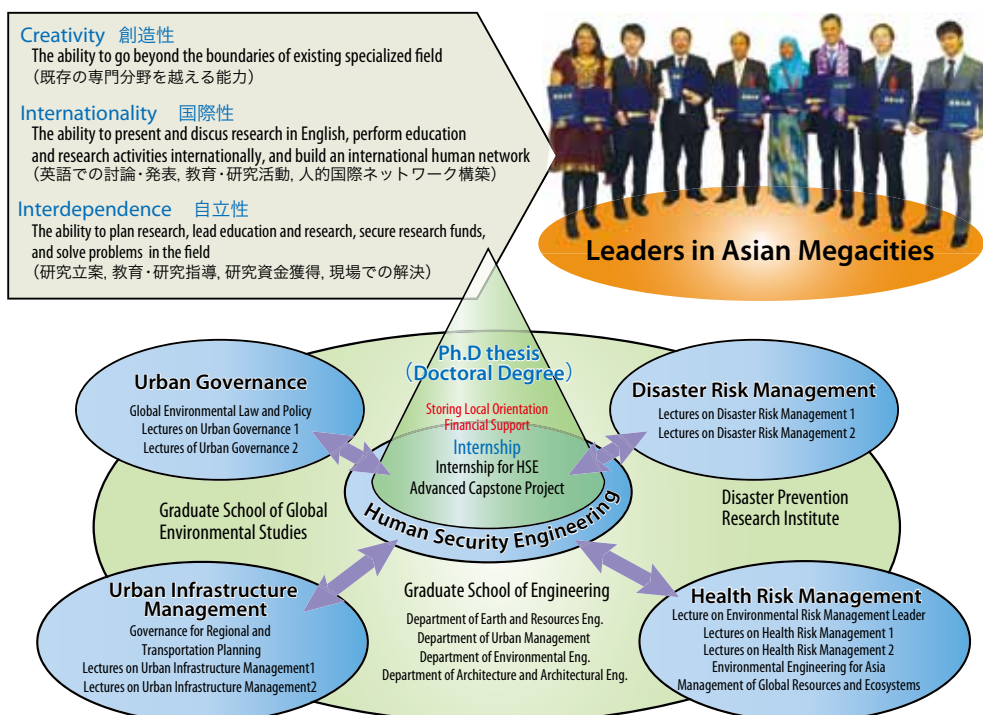 Creativity 創造性
The ability to go beyond the boundaries of existing specialized field
（既存の専門分野を越える能力）
Internationality 国際性
The ability to present and discus research in English, perform education
and research activities internationally, and build an international human network
（英語での討論・発表, 教育・研究活動, 人的国際ネットワーク構築）
Interdependence 自立性
The ability to plan research, lead education and research, secure research funds,
and solve problems in the field
（研究立案, 教育・研究指導, 研究資金獲得, 現場での解決）
Leaders in Asian Megacities
Ph.D thesis
（Doctoral Degree）
Storing Local Orientation
Financial Support
Internship
Internship for HSE
Advanced Capstone Project
Human Security Engineering
Urban Governance
Global Environmental Law and Policy
Lectures on Urban Governance 1
Lectures of Urban Governance 2
Disaster Risk Management
Lectures on Disaster Risk Management 1
Lectures on Disaster Risk Management 2
Graduate School of Global
Environmental Studies
Disaster Prevention
Research Institute
Urban Infrastructure
Management
Governance for Regional and
Transportation Planning
Lectures on Urban Infrastructure Management1
Lectures on Urban Infrastructure Management2
Graduate School of Engineering
Department of Earth and Resources Eng.
Department of Urban Management
Department of Environmental Eng.
Department of Architecture and Architectural Eng.
Health Risk Management
Lecture on Environmental Risk Management Leader
Lectures on Health Risk Management 1
Lectures on Health Risk Management 2
Environmental Engineering for Asia
Management of Global Resources and Ecosystems